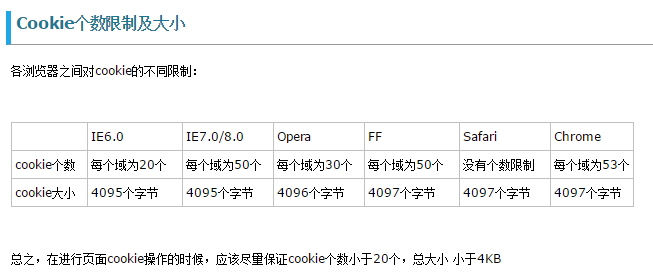 Cookie个数限制及大小
各浏览器之间对cookie的不同限制：
IE6.0 IE7.0/8.0 Opera FF Safari Chrome
cookie个数 每个域为20个 每个域为50个 每个域为30个 每个域为50个 没有个数限制 每个域为53个
cookie大小 4095个字节 4095个字节 4096个字节 4097个字节 4097个字节 4097个字节
总之，在进行页面cookie操作的时候，应该尽量保证cookie个数小于20个，总大小 小于4KB